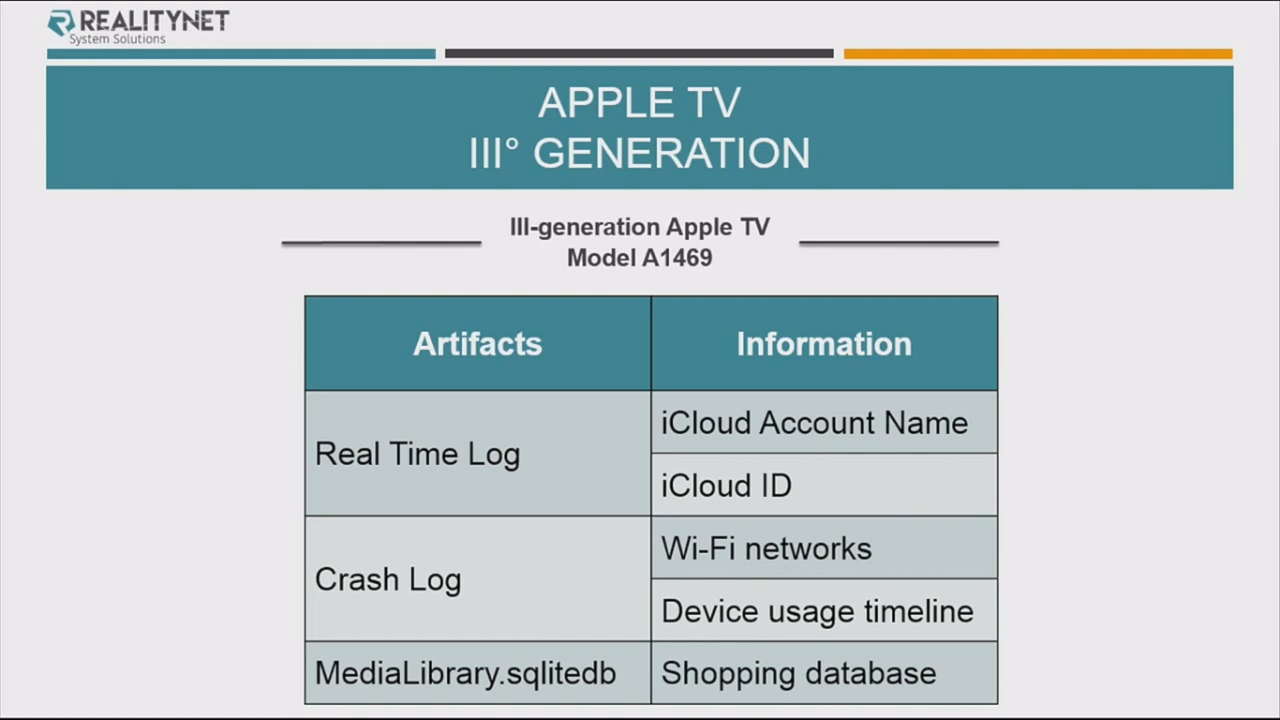 REALITYNET
System Solutions
APPLE TV
III° GENERATION
III-generation Apple TV
Model A1469
Artifacts
Information
Real Time Log
iCloud Account Name
iCloud ID
Crash Log
Wi-Fi networks
Device usage timeline
MediaLibrary.sqlitedb
Shopping database